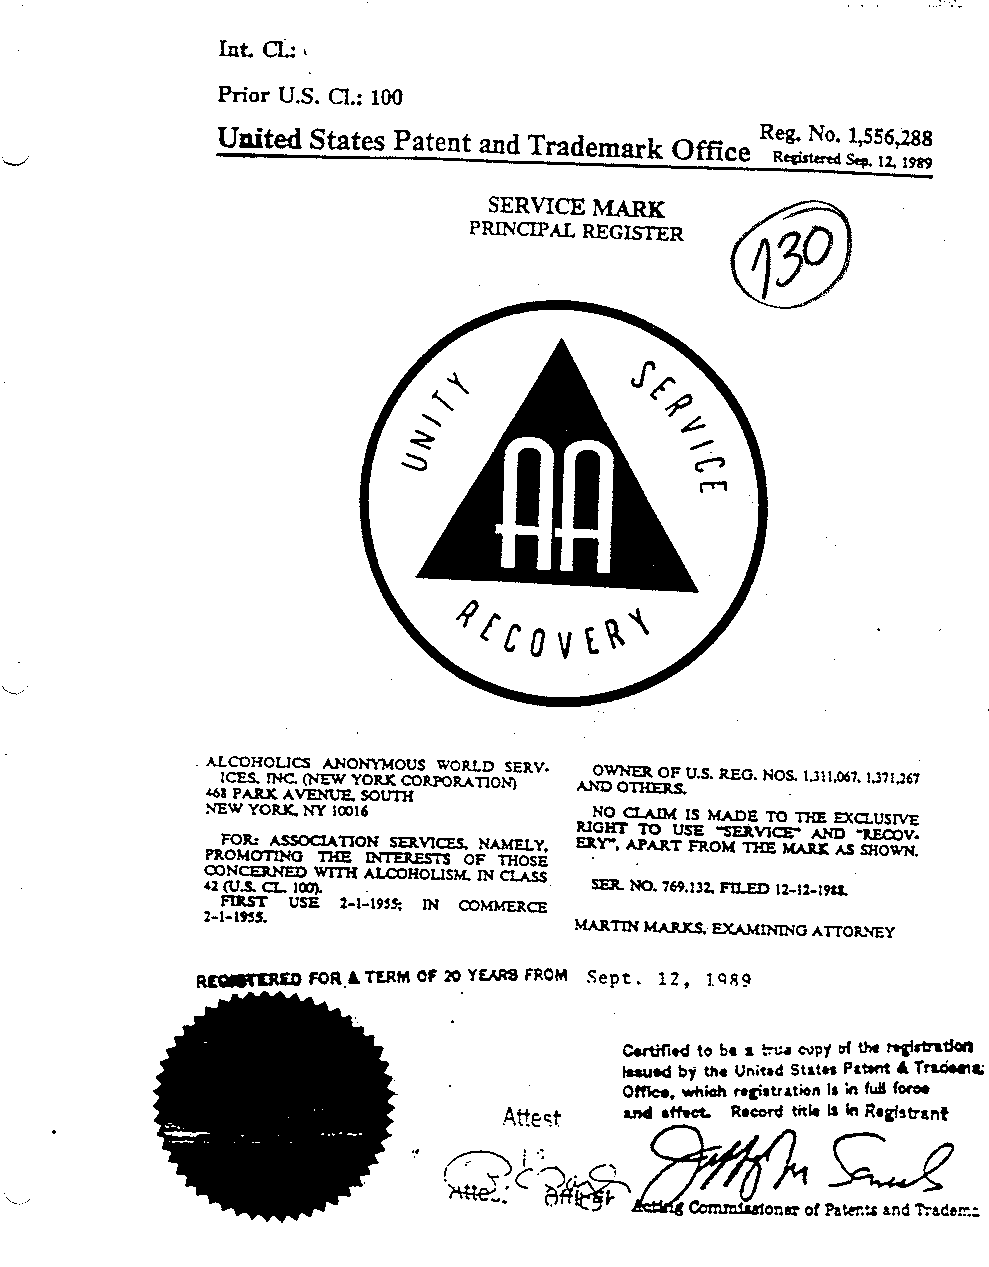 Int. Cl.:
Prior U.S. Cl.: 100
United States Patent and Trademark Office
Reg. No. 1,556,288
Registered Sep. 12, 1989
SERVICE MARK
PRINCIPAL REGISTER
130
UNITY
SERVICE
AA
RECOVERY
ALCOHOLICS ANONYMOUS WORLD SERV-
ICES, INC. (NEW YORK CORPORATION)
468 PARK AVENUE, SOUTH
NEW YORK, NY 10016
FOR: ASSOCIATION SERVICES, NAMELY,
PROMOTING THE INTERESTS OF THOSE
CONCERNED WITH ALCOHOLISM, IN CLASS
42 (U.S. CL. 100).
FIRST USE 2-1-1955; IN COMMERCE
2-1-1955.
OWNER OF U.S. REG. NOS. 1,311,067, 1,371,267
AND OTHERS.
NO CLAIM IS MADE TO THE EXCLUSIVE
RIGHT TO USE "SERVICE" AND "RECOV-
ERY", APART FROM THE MARK AS SHOWN.
SER. NO. 769,132, FILED 12-12-1988.
MARTIN MARKS, EXAMINING ATTORNEY
REGISTERED FOR A TERM OF 20 YEARS FROM Sept. 12, 1989
Certified to be a true copy of the registration
issued by the United States Patent & Tradema
Office, which registration is in full force
and effect. Record title is in Registrant
Attest
Acting Commissioner of Patents and Tradem